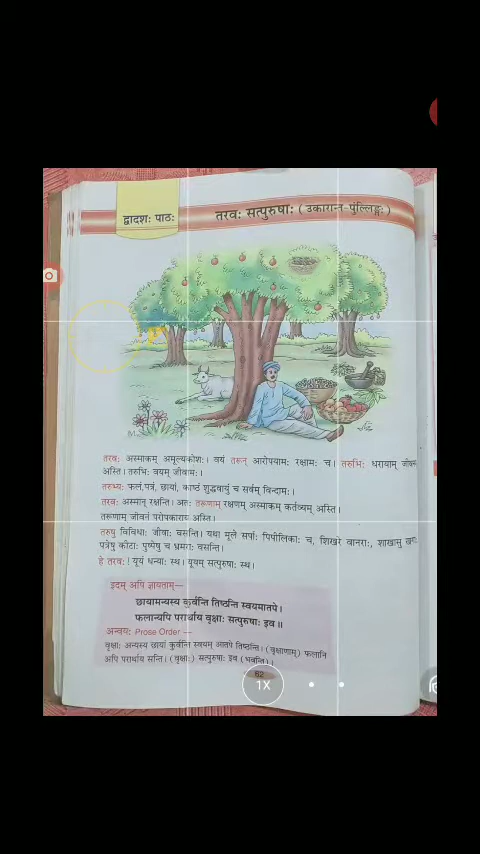 द्वादशः पाठः
तरवः सत्पुरुषाः (उकारान्त-पुंल्लिङ्गः)
तरवः अस्माकम् अमूल्यकोशः। वयं तरून् आरोपयामः रक्षामः च। तरुभिः धरायाम् जीवनम्
अस्ति। तरुभिः वयम् जीवामः।
तरुभ्यः फलं,पत्रं, छायां, काष्ठं शुद्धवायुं च सर्वम् विन्दामः।
तरवः अस्मान् रक्षन्ति। अतः तरूणाम् रक्षणम् अस्माकम् कर्तव्यम् अस्ति।
तरूणाम् जीवनं परोपकाराय अस्ति।
तरुषु विविधाः जीवाः वसन्ति। यथा मूले सर्पाः पिपीलिकाः च, शिखरे वानराः, शाखासु
पत्रेषु कीटाः पुष्पेषु च भ्रमराः वसन्ति।
हे तरवः! यूयं धन्याः स्थ। यूयम् सत्पुरुषाः स्थ।
इदम् अपि ज्ञायताम्—
छायामन्यस्य कुर्वन्ति तिष्ठन्ति स्वयमातपे।
फलान्यपि परार्थाय वृक्षाः सत्पुरुषाः इव॥
अन्वयः Prose Order —
वृक्षाः अन्यस्य छायां कुर्वन्ति स्वयम् आतपे तिष्ठन्ति। (वृक्षाणाम्) फलानि
अपि परार्थाय सन्ति। (वृक्षाः) सत्पुरुषाः इव (भवन्ति)।
62
1X